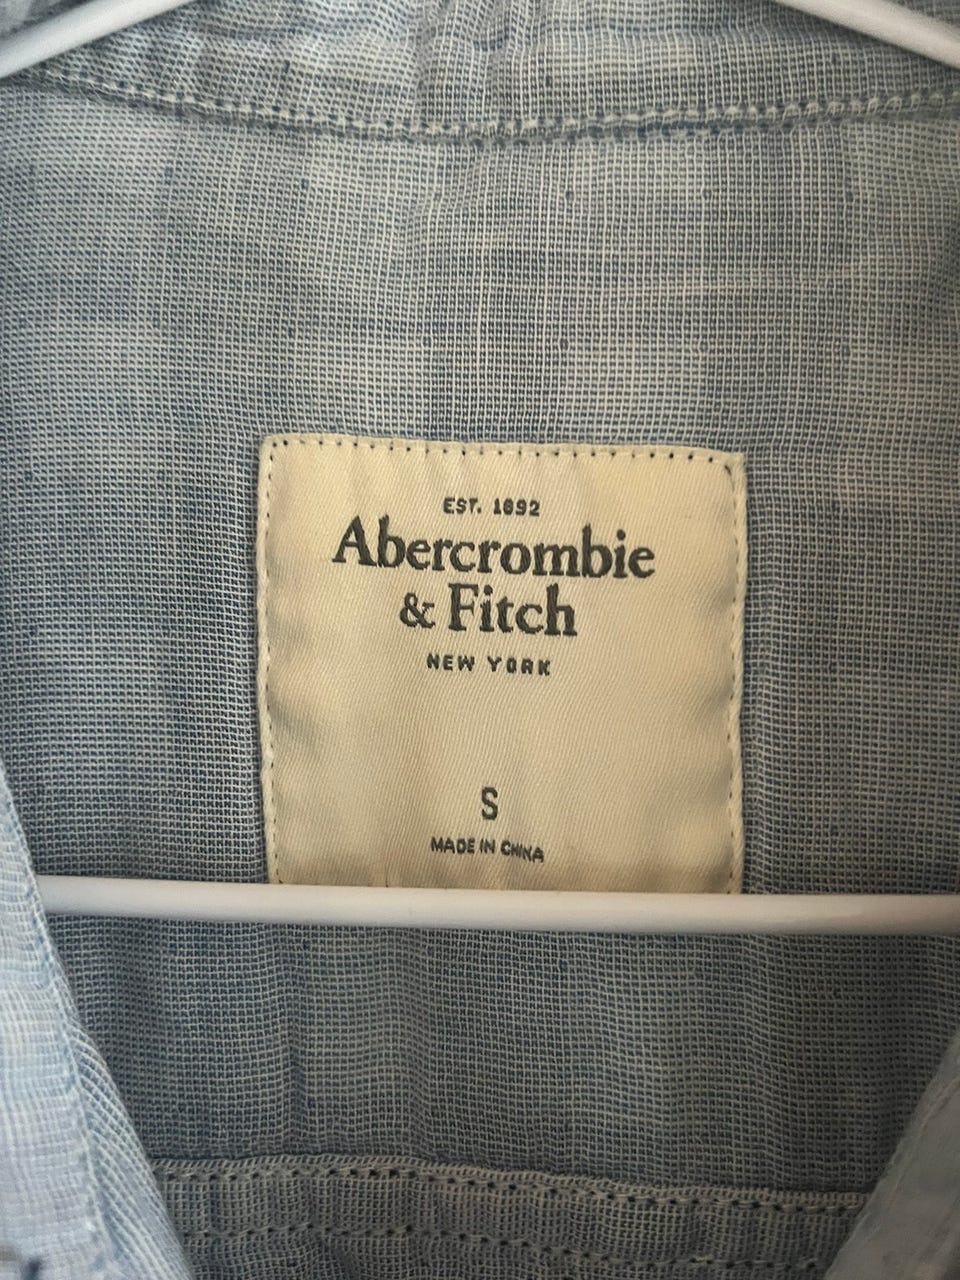 EST. 1892
Abercrombie
& Fitch
NEW YORK
S
MADE IN CHINA